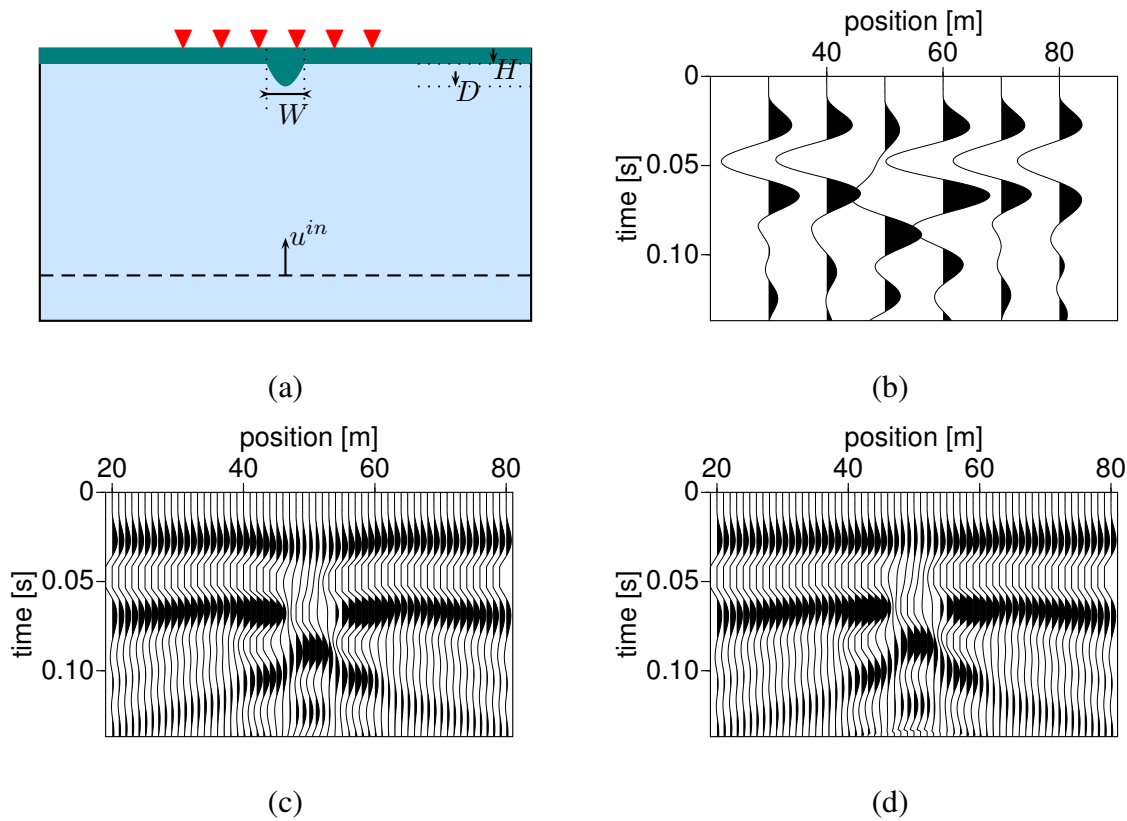 H
D
W
u^{in}
(a)
position [m]
40 60 80
0
0.05
0.10
time [s]
(b)
position [m]
20 40 60 80
0
0.05
0.10
time [s]
(c)
position [m]
20 40 60 80
0
0.05
0.10
time [s]
(d)